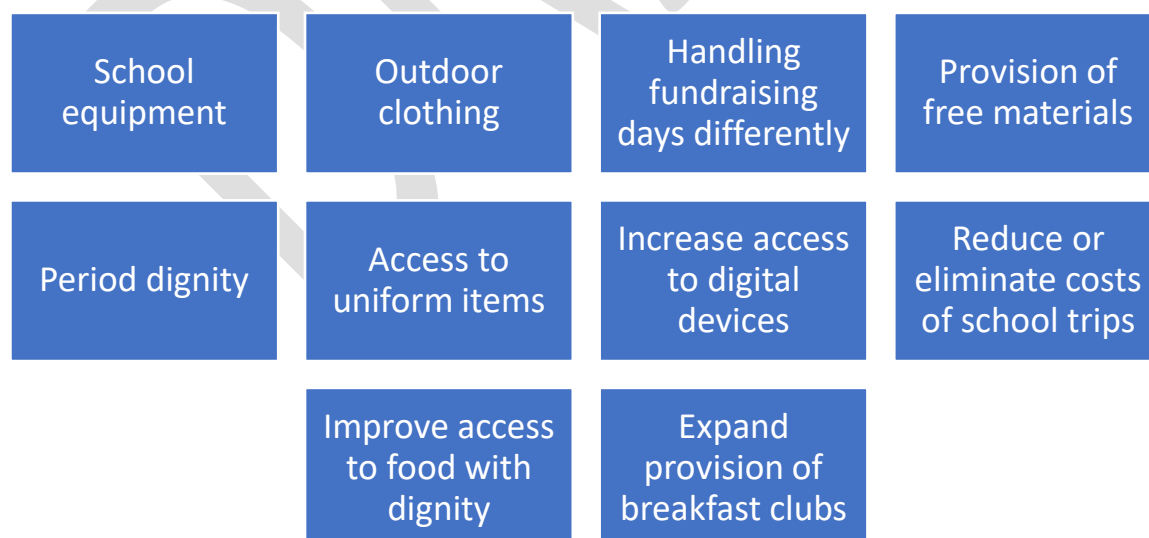 School
equipment
Outdoor
clothing
Handling
fundraising
days differently
Provision of
free materials
Period dignity
Access to
uniform items
Increase access
to digital
devices
Reduce or
eliminate costs
of school trips
Improve access
to food with
dignity
Expand
provision of
breakfast clubs